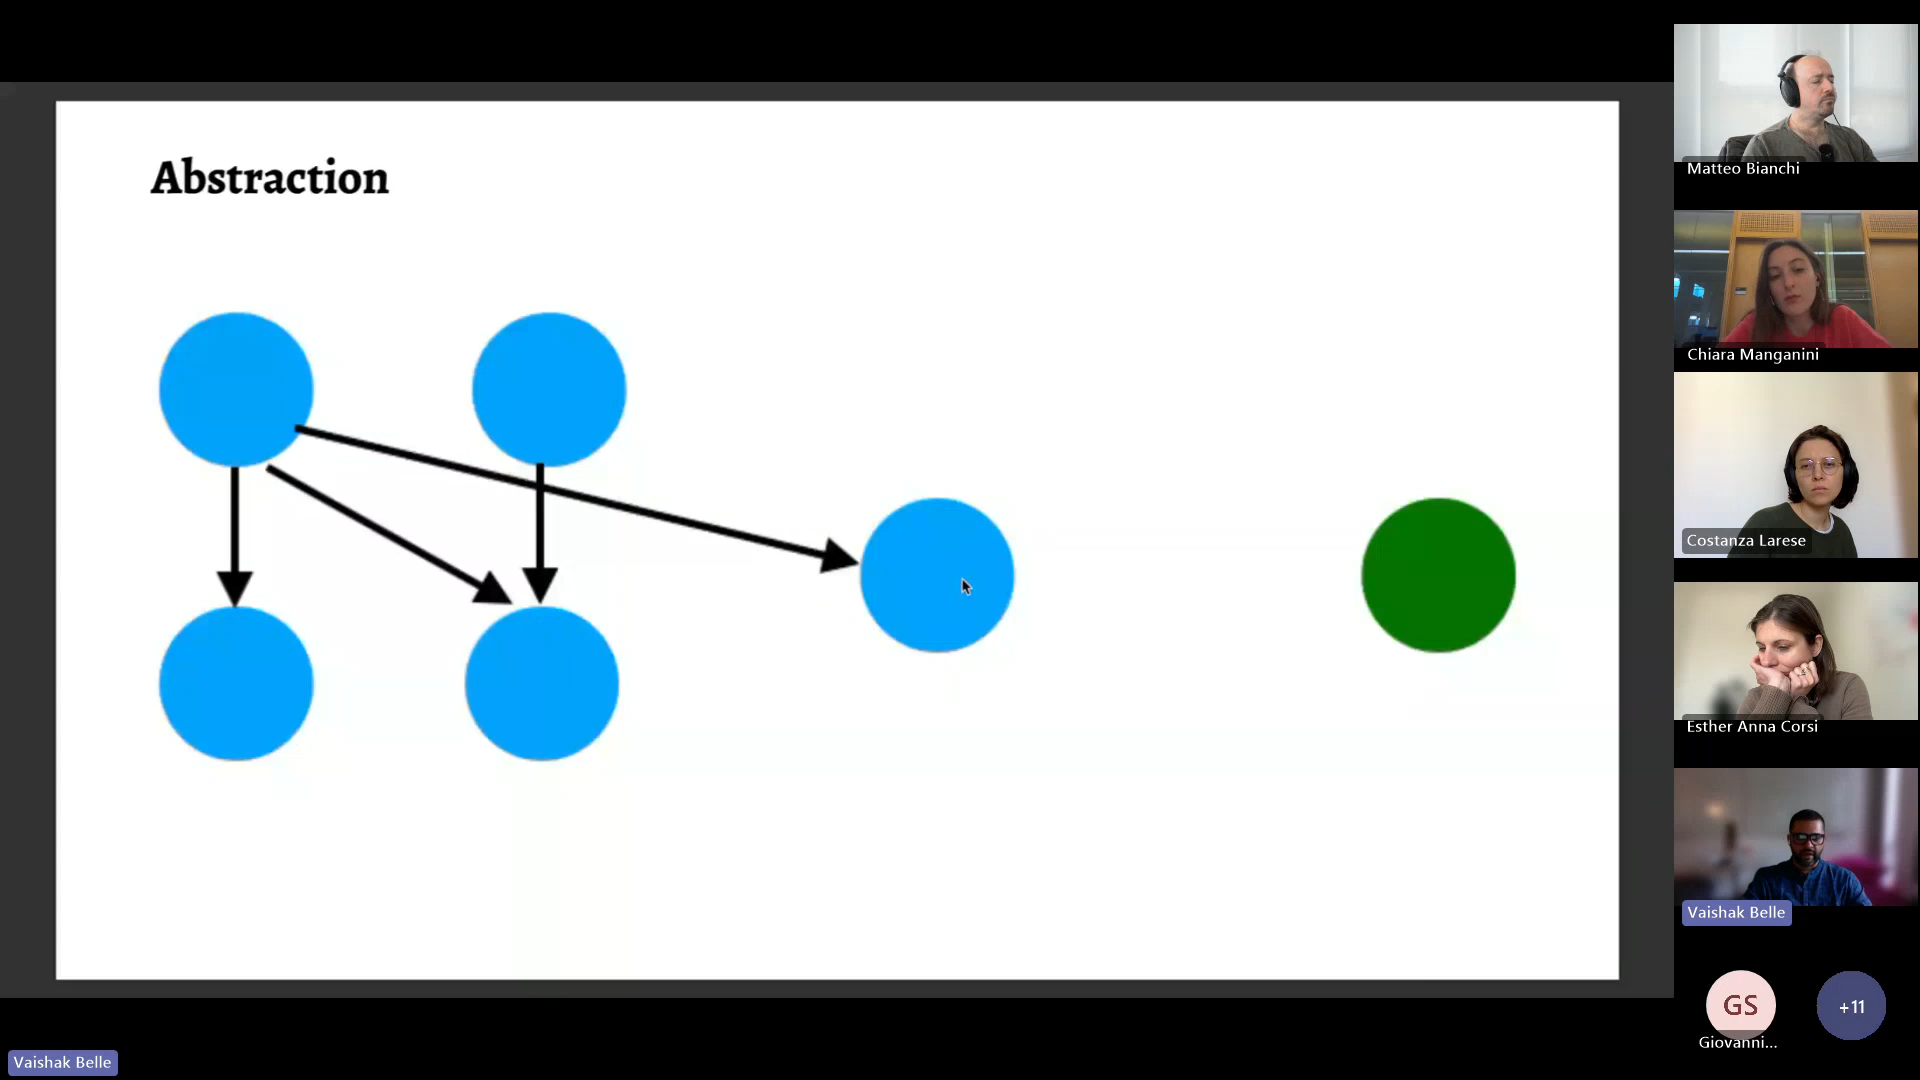 Abstraction
Matteo Bianchi
Chiara Manganini
Costanza Larese
Esther Anna Corsi
Vaishak Belle
GS
+11
Giovanni...
Vaishak Belle